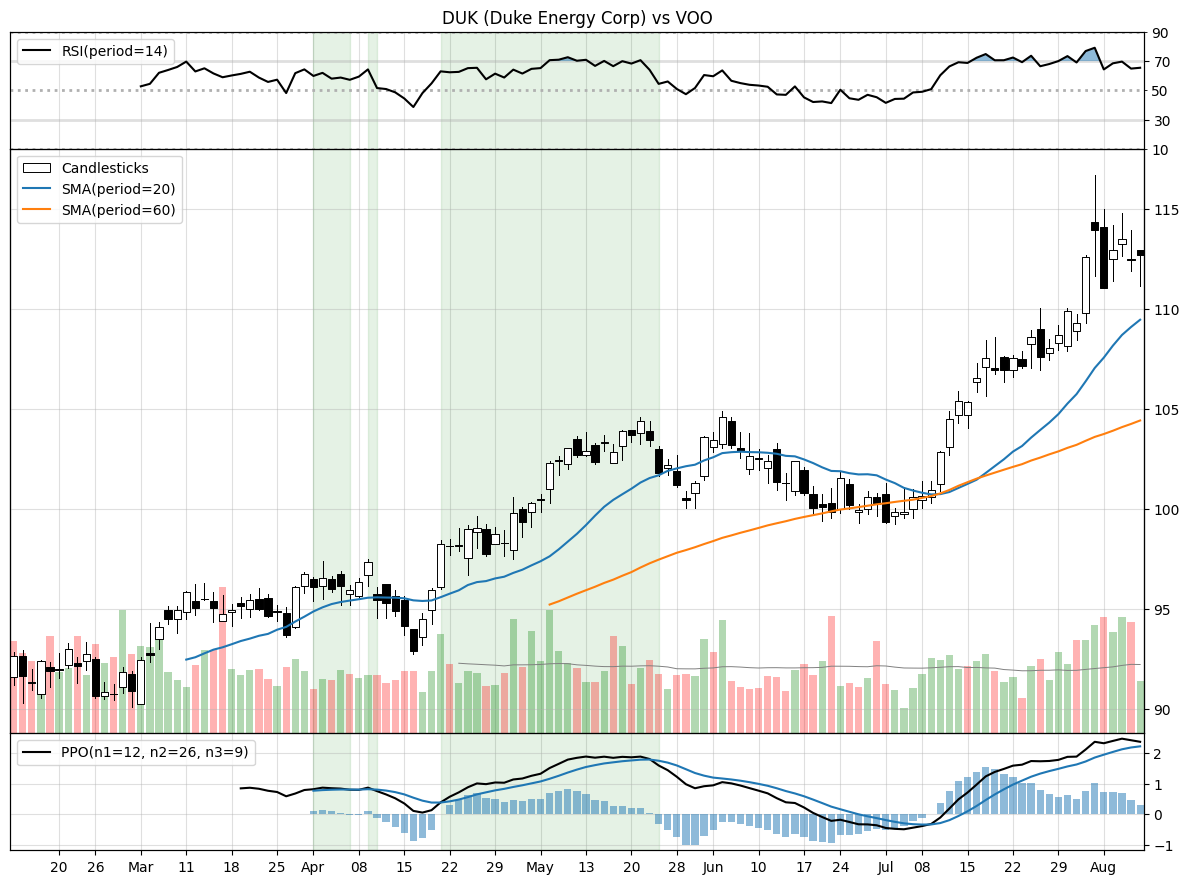 DUK (Duke Energy Corp) vs VOO
RSI(period=14)
90
70
50
30
10
Candlesticks
SMA(period=20)
SMA(period=60)
115
110
105
100
95
90
PPO(n1=12, n2=26, n3=9)
2
1
0
−1
20 26 Mar 11 18 25 Apr 08 15 22 29 May 13 20 28 Jun 10 17 24 Jul 08 15 22 29 Aug